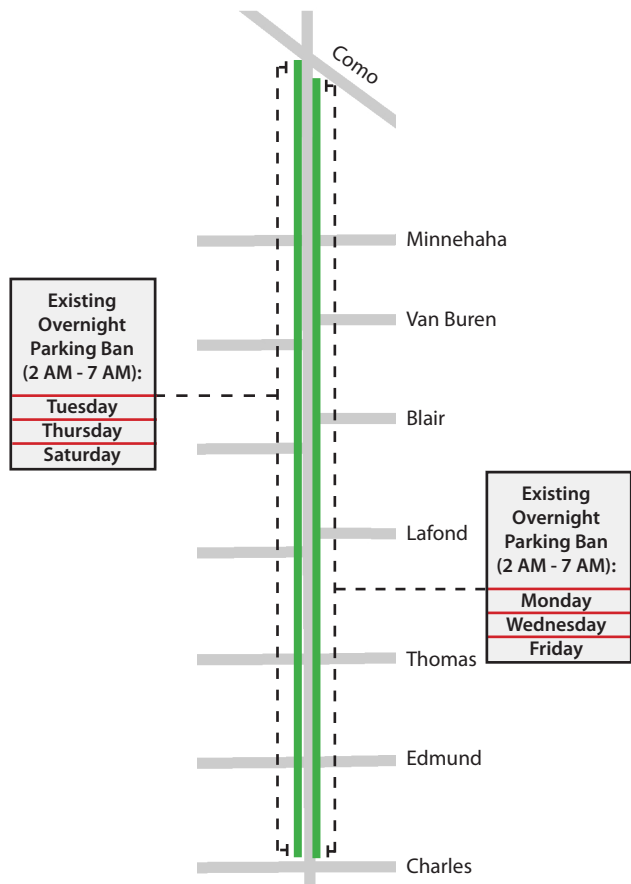 Como
Minnehaha
Existing
Overnight
Parking Ban
(2 AM - 7 AM):
Tuesday
Thursday
Saturday
Van Buren
Blair
Lafond
Existing
Overnight
Parking Ban
(2 AM - 7 AM):
Monday
Wednesday
Friday
Thomas
Edmund
Charles